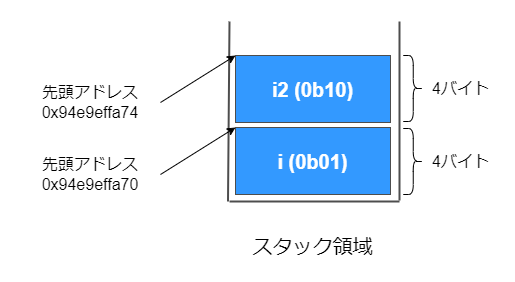 先頭アドレス
0x94e9effa74
i2 (0b10)
4バイト
先頭アドレス
0x94e9effa70
i (0b01)
4バイト
スタック領域